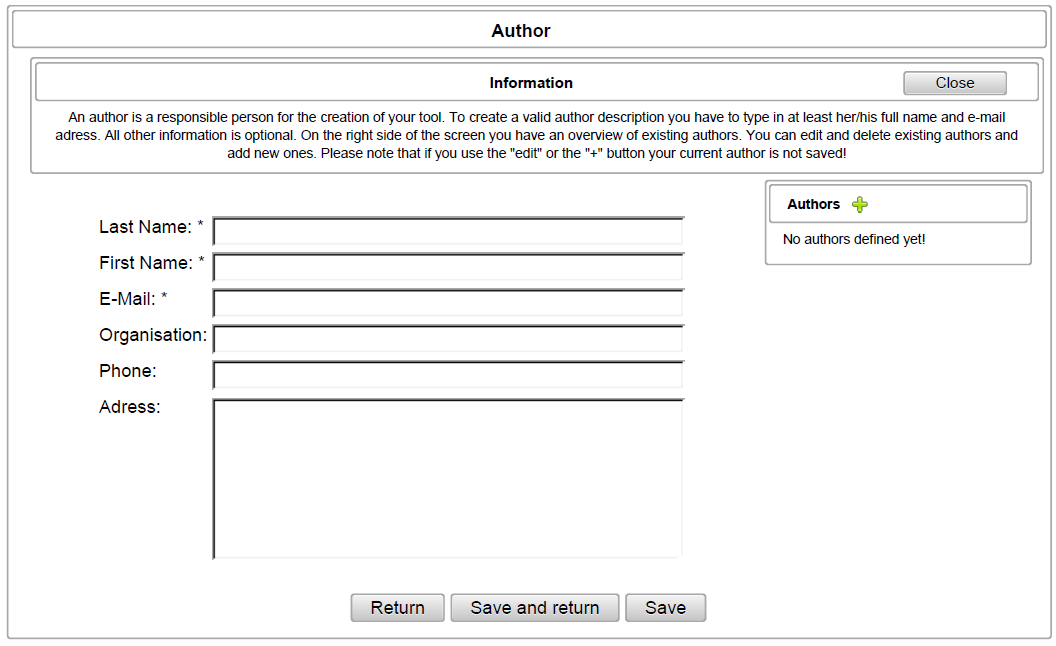 Author
Information
Close
An author is a responsible person for the creation of your tool. To create a valid author description you have to type in at least her/his full name and e-mail
adress. All other information is optional. On the right side of the screen you have an overview of existing authors. You can edit and delete existing authors and
add new ones. Please note that if you use the "edit" or the "+" button your current author is not saved!
Authors
No authors defined yet!
Last Name: *
First Name: *
E-Mail: *
Organisation:
Phone:
Adress:
Return
Save and return
Save